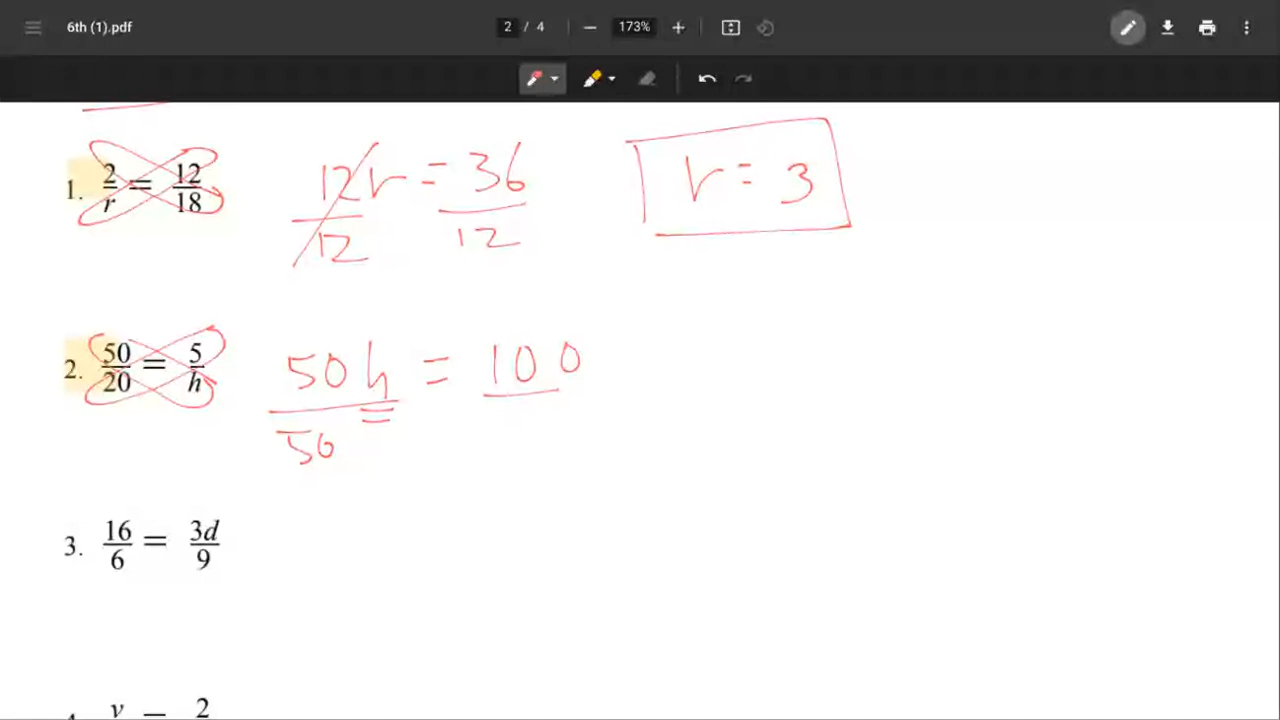 6th (1).pdf 2 / 4 173%
1. 2/r = 12/18 12r/12 = 36/12 r = 3
2. 50/20 = 5/h 50h/50 = 100
3. 16/6 = 3d/9
v = 2